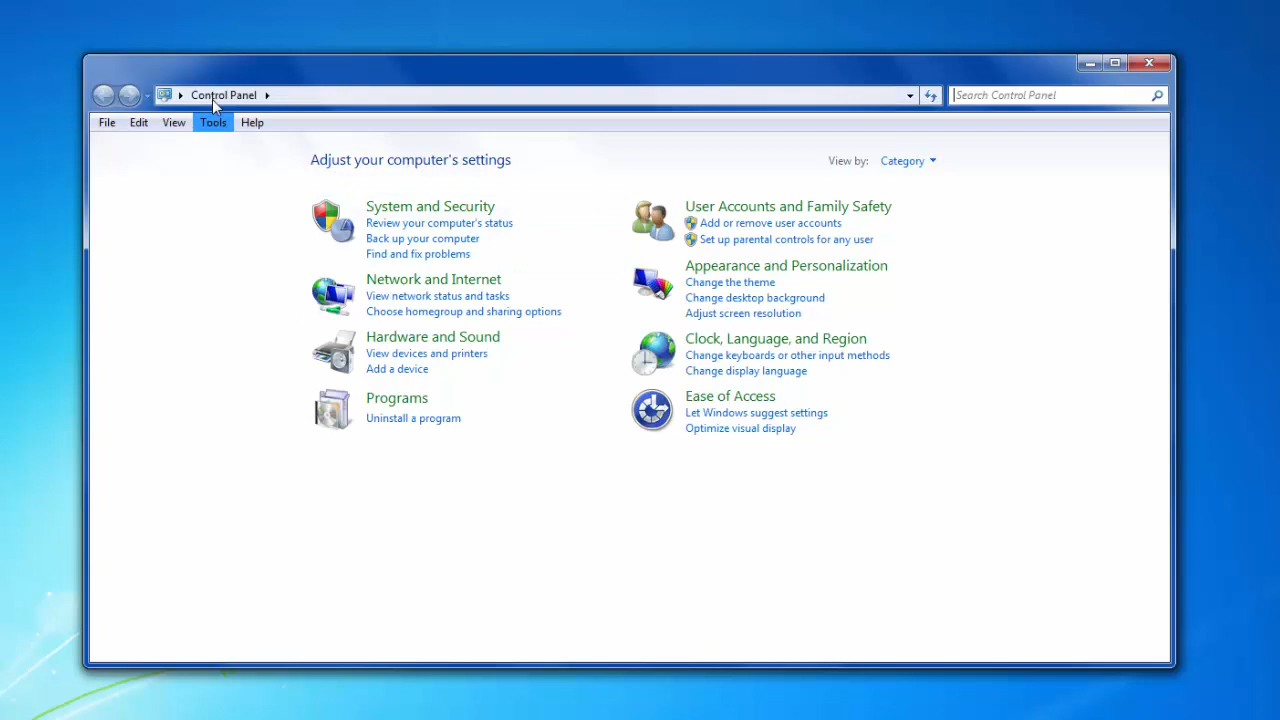 Control Panel
Search Control Panel
File Edit View Tools Help
Adjust your computer's settings
View by: Category
System and Security
Review your computer's status
Back up your computer
Find and fix problems
Network and Internet
View network status and tasks
Choose homegroup and sharing options
Hardware and Sound
View devices and printers
Add a device
Programs
Uninstall a program
User Accounts and Family Safety
Add or remove user accounts
Set up parental controls for any user
Appearance and Personalization
Change the theme
Change desktop background
Adjust screen resolution
Clock, Language, and Region
Change keyboards or other input methods
Change display language
Ease of Access
Let Windows suggest settings
Optimize visual display